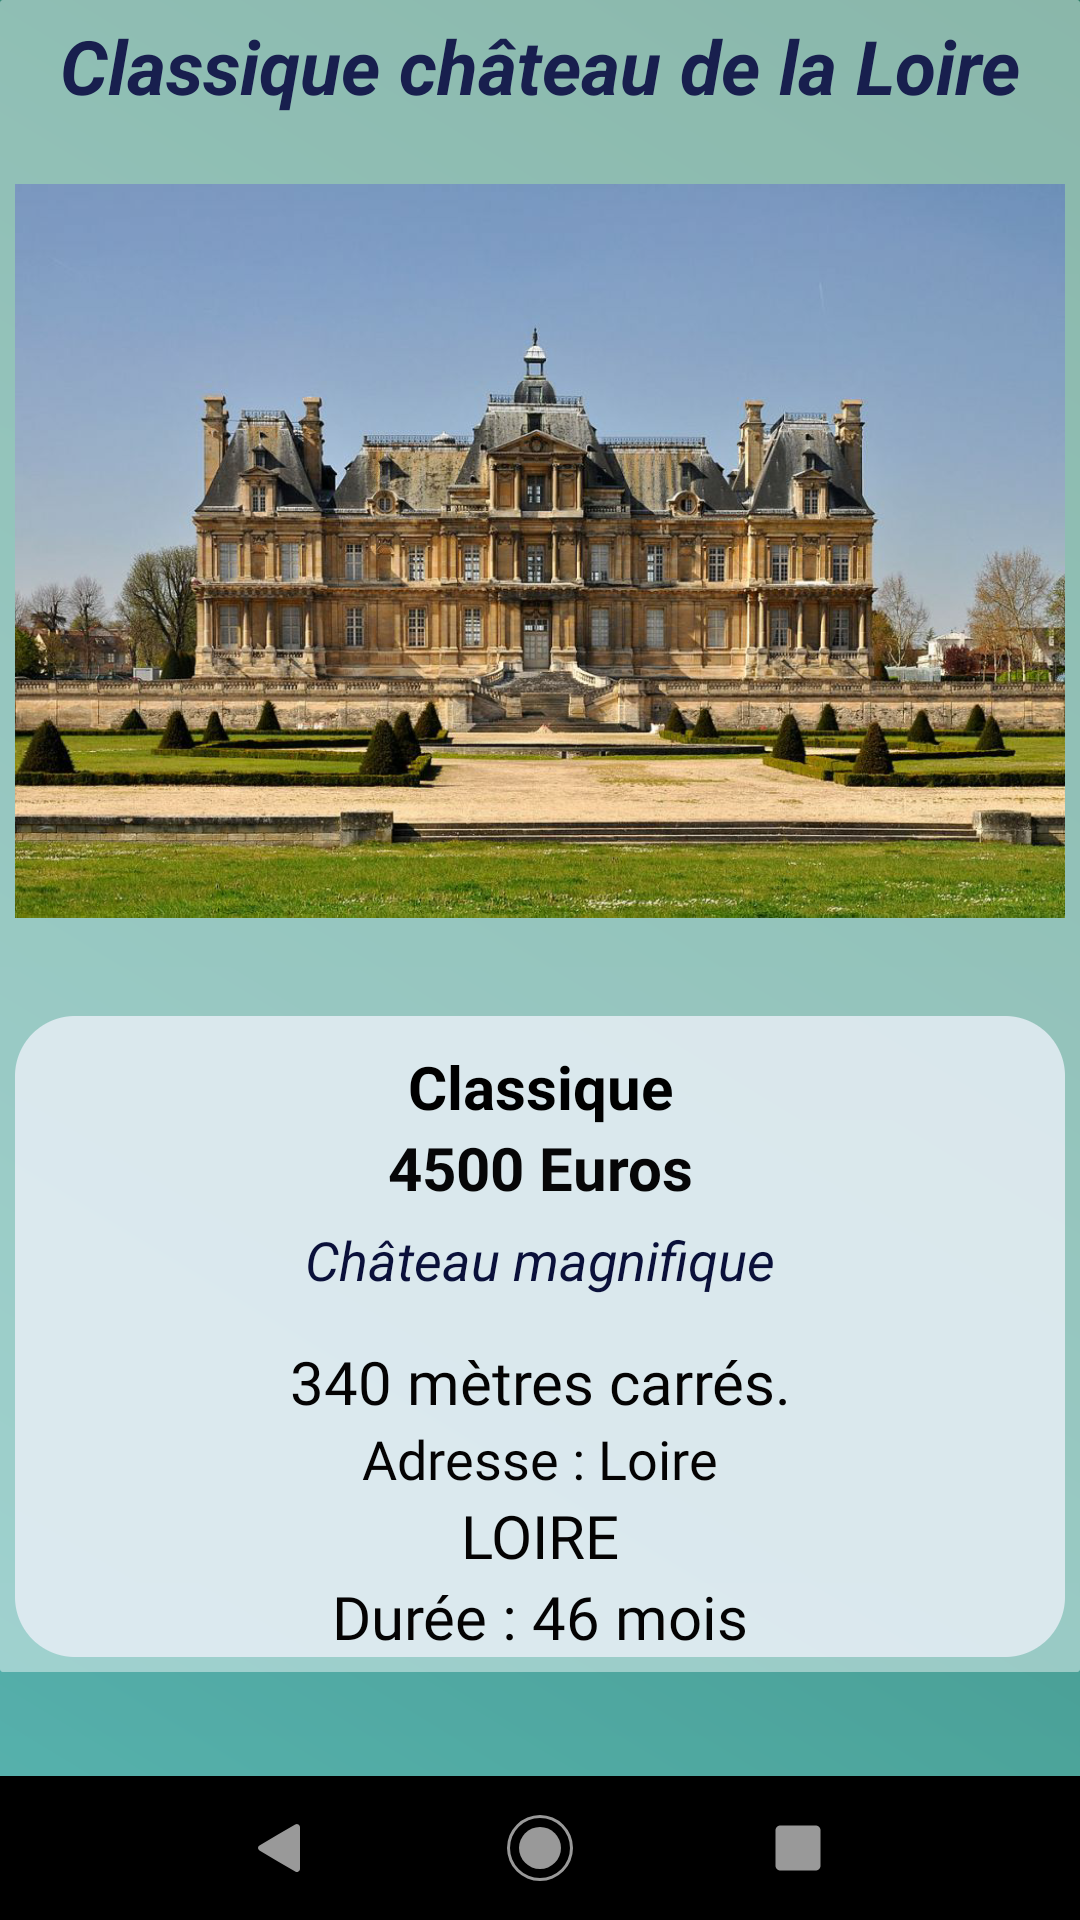 Classique château de la Loire
Classique
4500 Euros
Château magnifique
340 mètres carrés.
Adresse : Loire
LOIRE
Durée : 46 mois